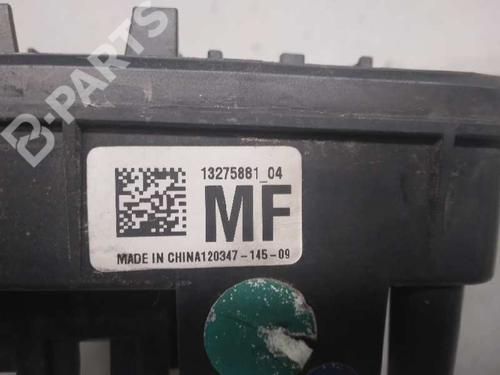 B-PARTS
13275881_04
MF
MADE IN CHINA120347-145-09